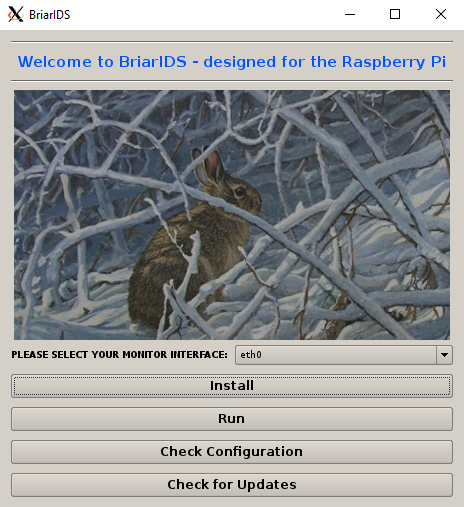 BriarIDS
Welcome to BriarIDS - designed for the Raspberry Pi
PLEASE SELECT YOUR MONITOR INTERFACE: eth0
Install
Run
Check Configuration
Check for Updates